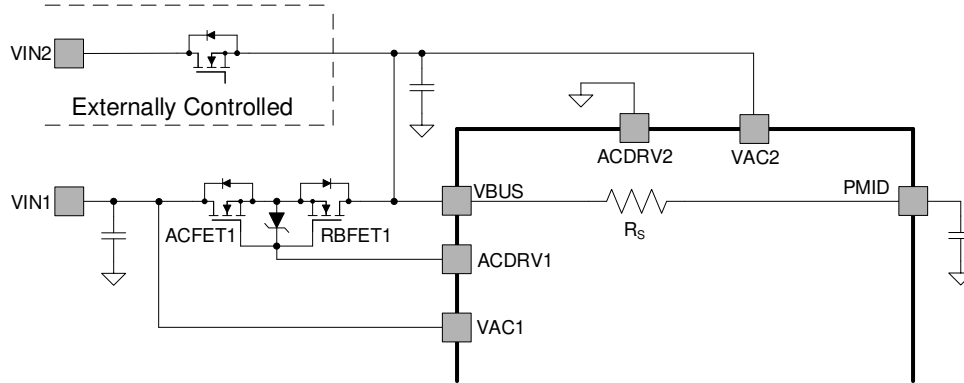 VIN2
Externally Controlled
ACDRV2
VAC2
VIN1
VBUS
PMID
ACFET1
RBFET1
RS
ACDRV1
VAC1